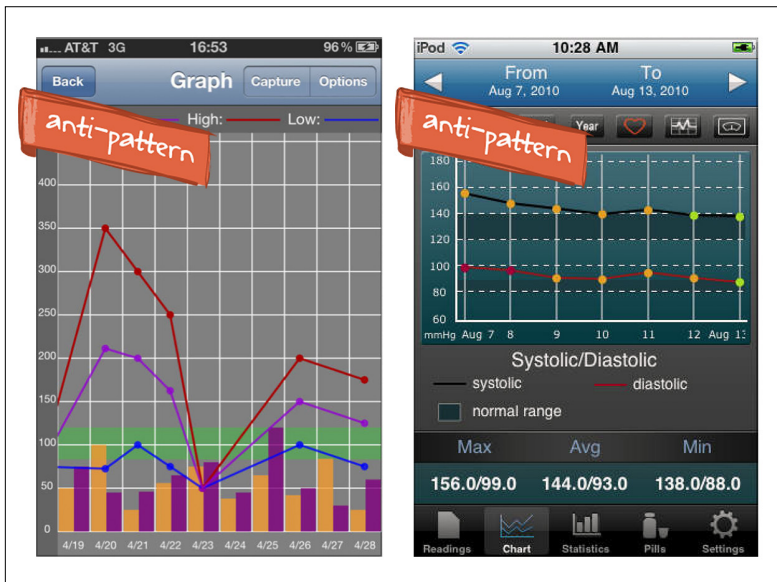 AT&T 3G 16:53 96%
Back Graph Capture Options
anti-pattern
High: Low:
400
350
300
250
200
150
100
50
0
4/19 4/20 4/21 4/22 4/23 4/24 4/25 4/26 4/27 4/28
iPod 10:28 AM
From To
Aug 7, 2010 Aug 13, 2010
anti-pattern
Year
180
160
140
120
100
80
60
mmHg Aug 7 8 9 10 11 12 Aug 13
Systolic/Diastolic
systolic diastolic
normal range
Max Avg Min
156.0/99.0 144.0/93.0 138.0/88.0
Readings Chart Statistics Pills Settings